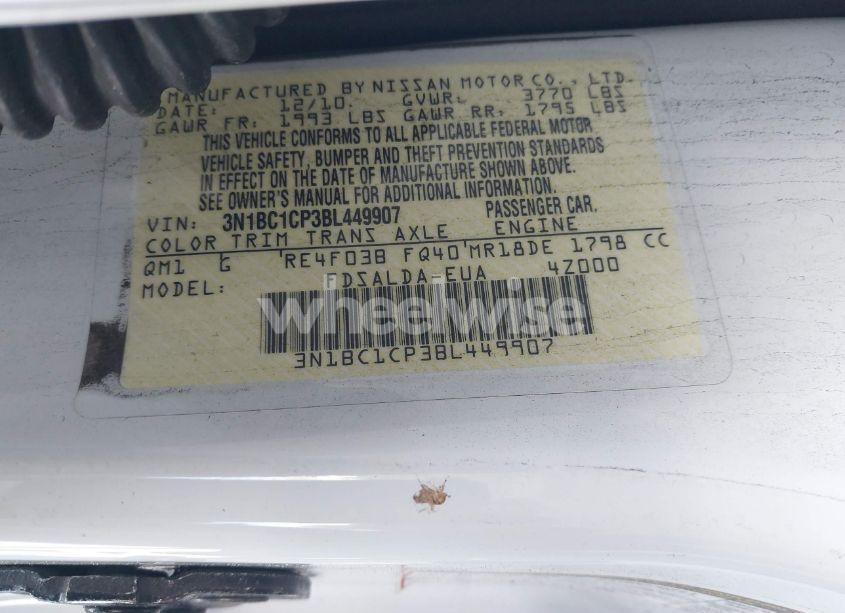 MANUFACTURED BY NISSAN MOTOR CO., LTD.
DATE: 12/10 GVWR: 3770 LBS
GAWR FR: 1993 LBS GAWR RR: 1795 LBS
THIS VEHICLE CONFORMS TO ALL APPLICABLE FEDERAL MOTOR
VEHICLE SAFETY, BUMPER AND THEFT PREVENTION STANDARDS
IN EFFECT ON THE DATE OF MANUFACTURE SHOWN ABOVE.
SEE OWNER'S MANUAL FOR ADDITIONAL INFORMATION.
VIN: 3N1BC1CP3BL449907 PASSENGER CAR.
COLOR TRIM TRANS AXLE ENGINE
QM1 G RE4F03B FQ40 MR18DE 1798 CC
MODEL: FDSALDA-EUA 4Z000
wheelwise
3N1BC1CP3BL449907